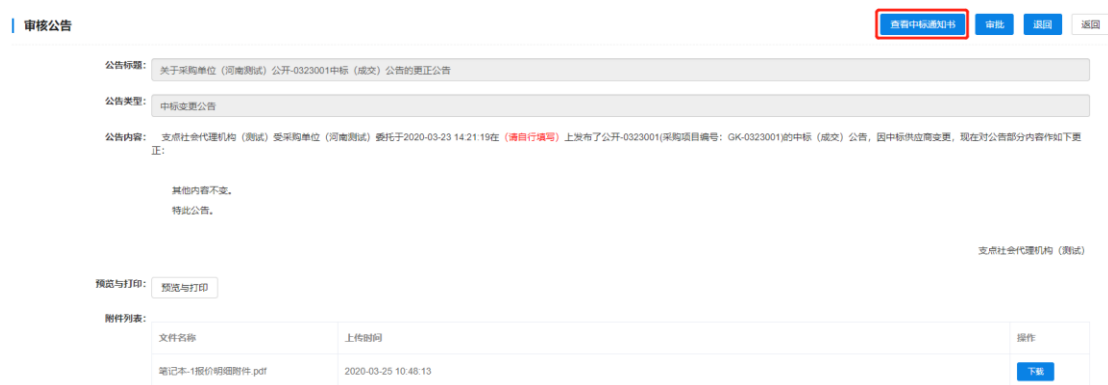 审核公告
查看中标通知书 审批 退回 返回
公告标题： 关于采购单位（河南测试）公开-0323001中标（成交）公告的更正公告
公告类型： 中标变更公告
公告内容： 支点社会代理机构（测试）受采购单位（河南测试）委托于2020-03-23 14:21:19在（请自行填写）上发布了公开-0323001(采购项目编号：GK-0323001)的中标（成交）公告，因中标供应商变更，现在对公告部分内容作如下更
正：
其他内容不变。
特此公告。
支点社会代理机构（测试）
预览与打印： 预览与打印
附件列表：
文件名称 上传时间 操作
笔记本-1报价明细附件.pdf 2020-03-25 10:48:13 下载